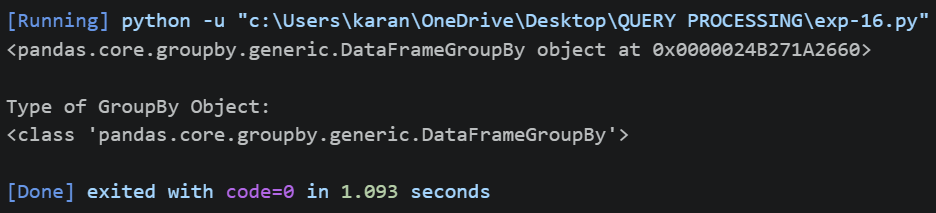 [Running] python -u "c:\Users\karan\OneDrive\Desktop\QUERY PROCESSING\exp-16.py"
<pandas.core.groupby.generic.DataFrameGroupBy object at 0x0000024B271A2660>
Type of GroupBy Object:
<class 'pandas.core.groupby.generic.DataFrameGroupBy'>
[Done] exited with code=0 in 1.093 seconds